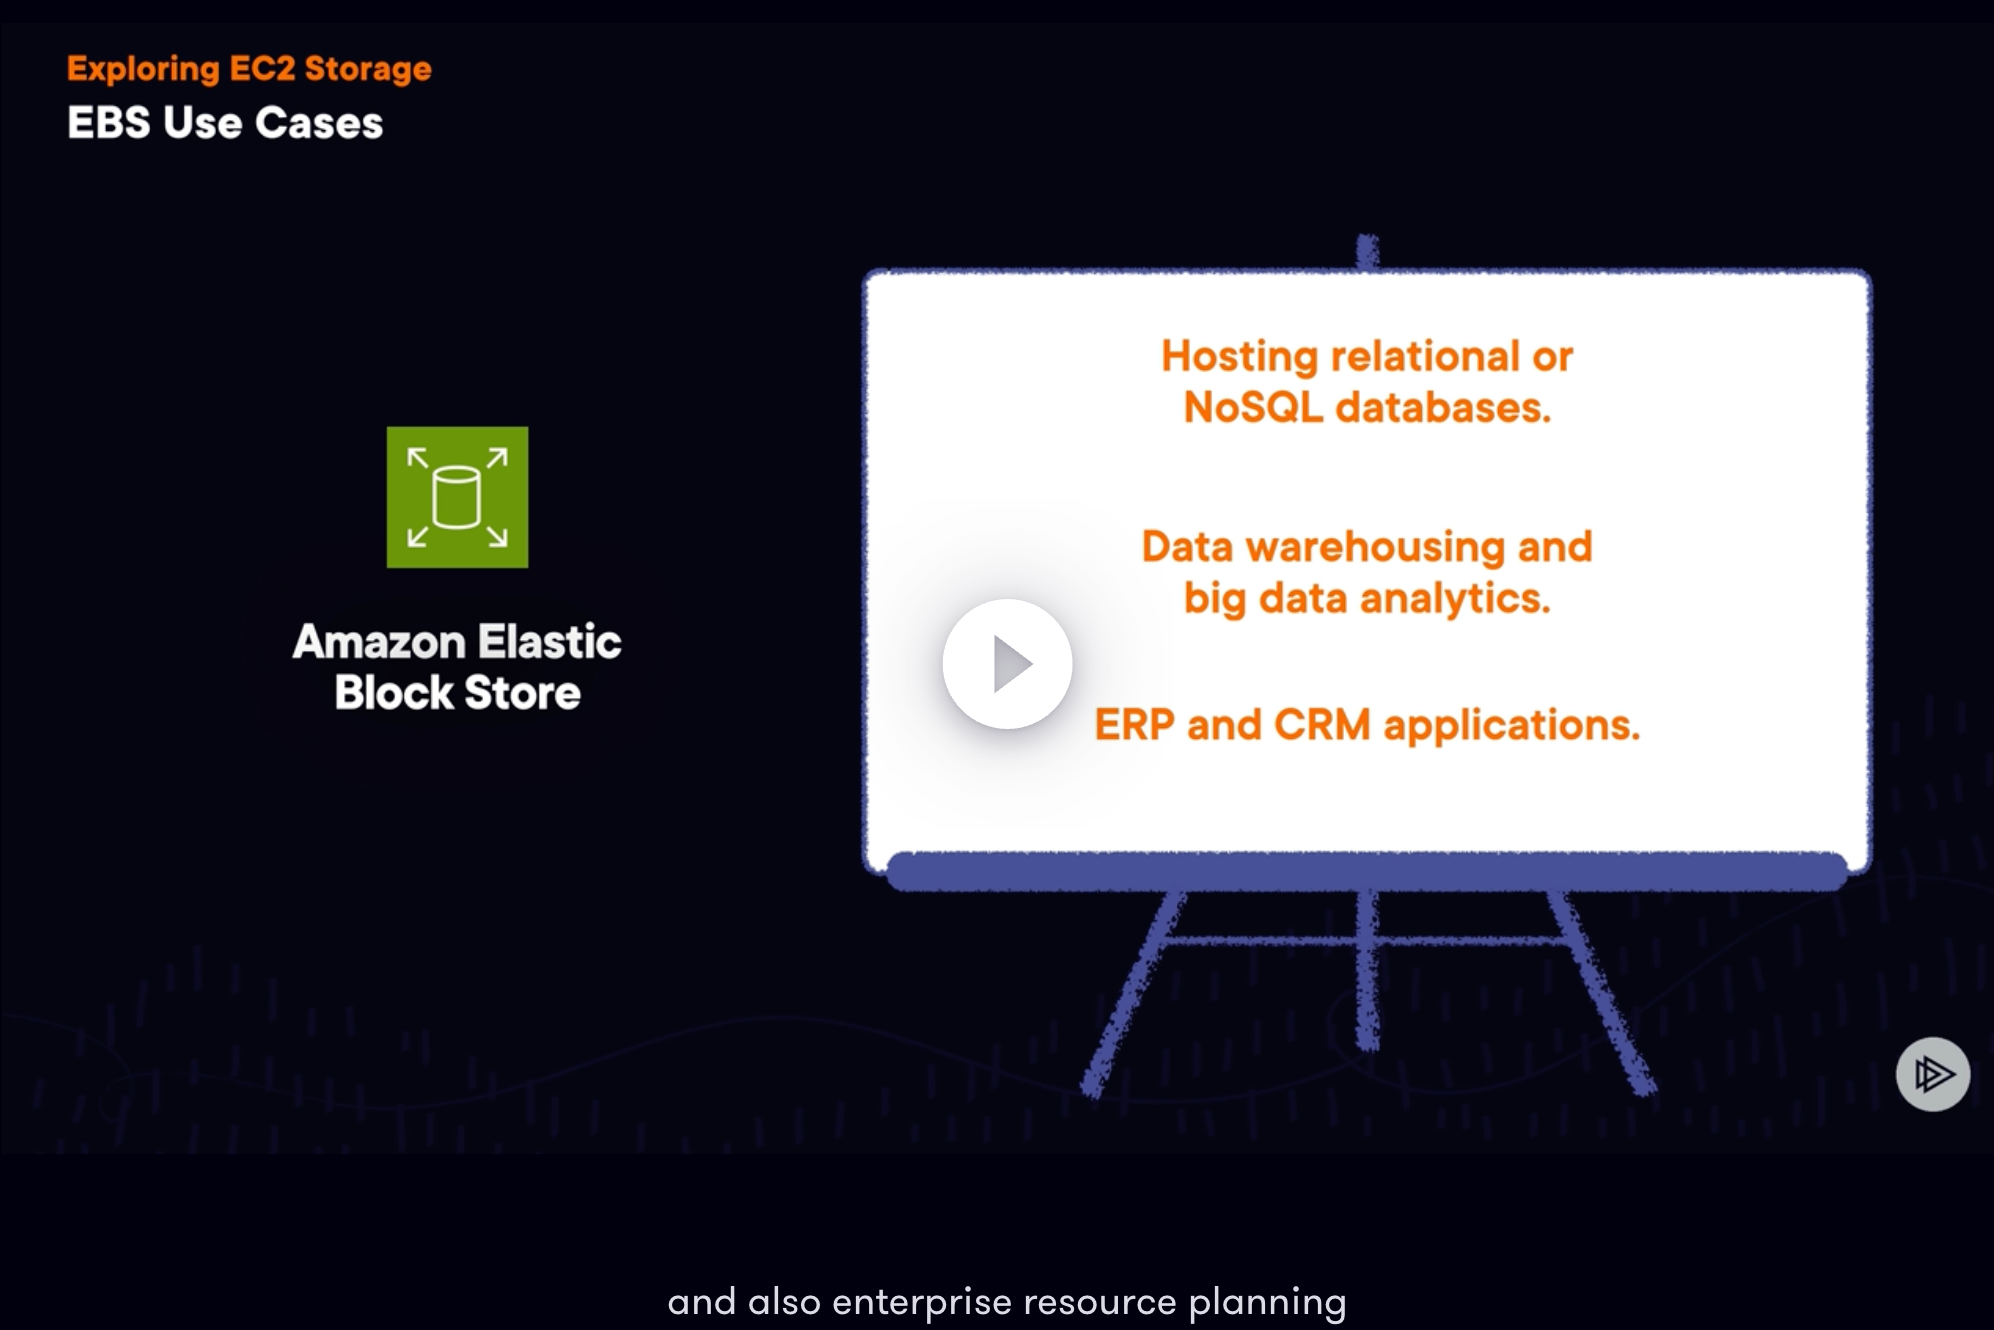 Exploring EC2 Storage
EBS Use Cases
Amazon Elastic
Block Store
Hosting relational or
NoSQL databases.
Data warehousing and
big data analytics.
ERP and CRM applications.
and also enterprise resource planning